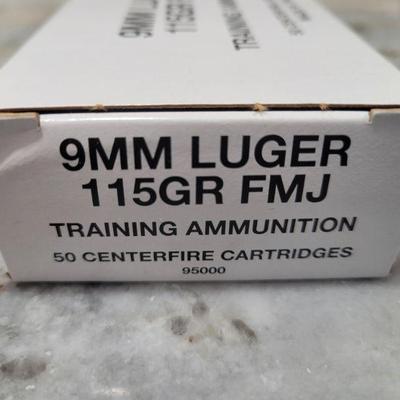 9MM LUGER
115GR FMJ
TRAINING AMMUNITION
50 CENTERFIRE CARTRIDGES
95000